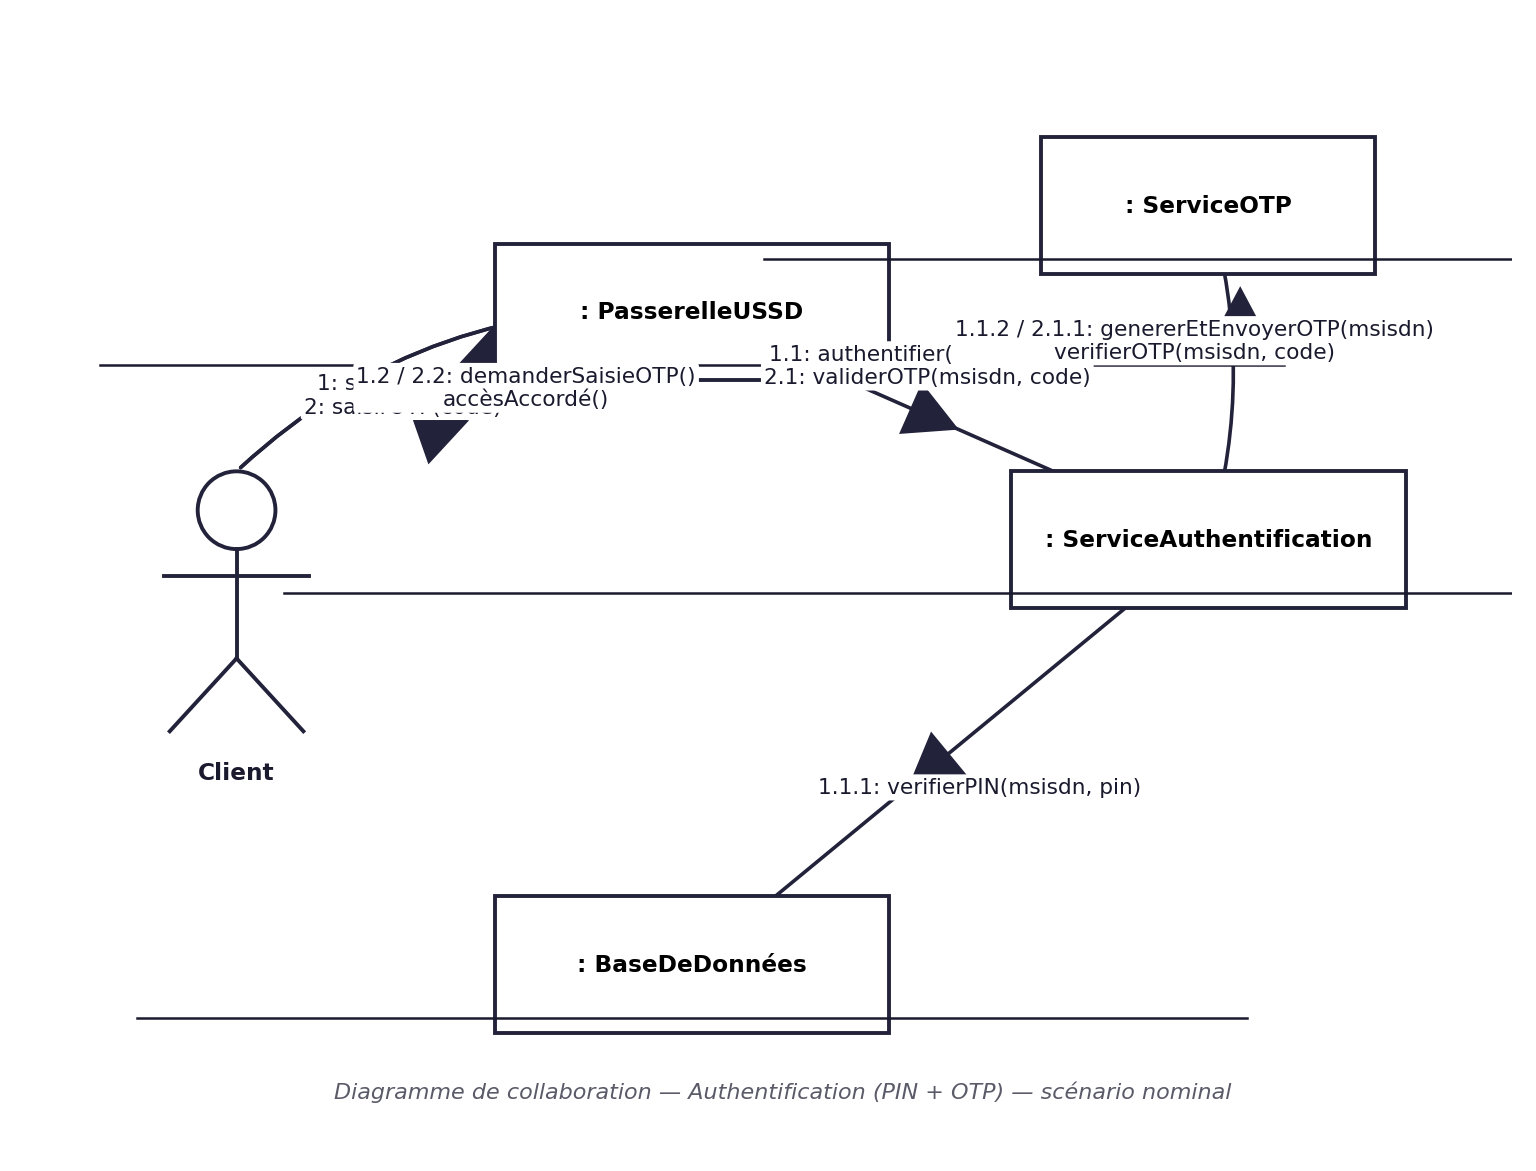 : ServiceOTP
: PasserelleUSSD
1.1.2 / 2.1.1: genererEtEnvoyerOTP(msisdn)
verifierOTP(msisdn, code)
1.1: authentifier(
2.1: validerOTP(msisdn, code)
1.2 / 2.2: demanderSaisieOTP()
accèsAccordé()
1:
2:
: ServiceAuthentification
Client
1.1.1: verifierPIN(msisdn, pin)
: BaseDeDonnées
Diagramme de collaboration — Authentification (PIN + OTP) — scénario nominal